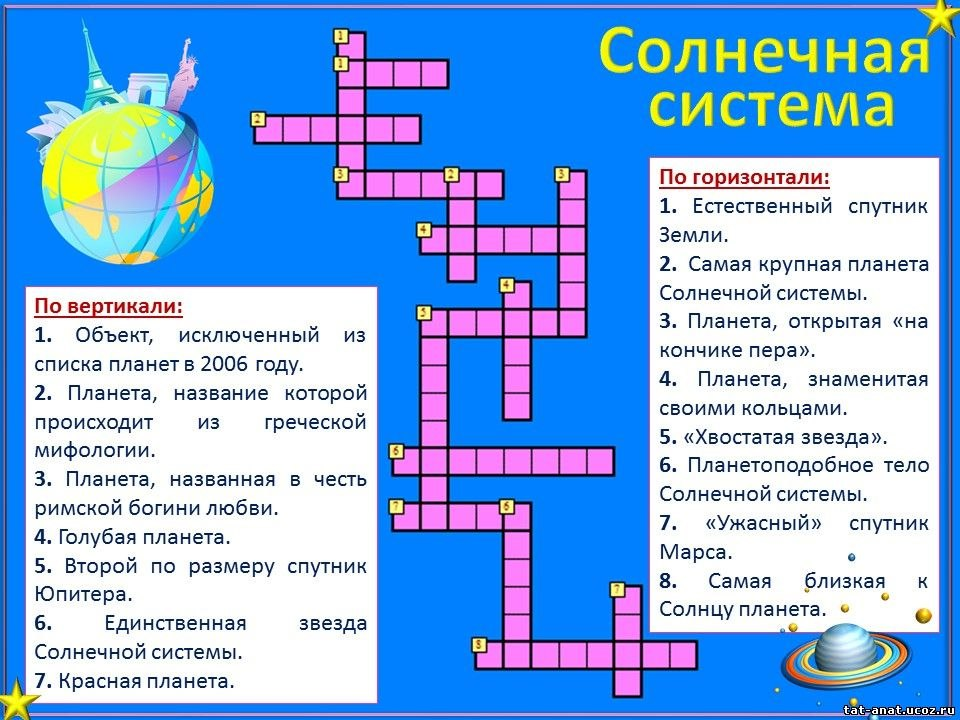 Солнечная
система
1
1
2
3
2
3
4
4
5
6
7
6
7
8
По горизонтали:
1. Естественный спутник
Земли.
2. Самая крупная планета
Солнечной системы.
3. Планета, открытая «на
кончике пера».
4. Планета, знаменитая
своими кольцами.
5. «Хвостатая звезда».
6. Планетоподобное тело
Солнечной системы.
7. «Ужасный» спутник
Марса.
8. Самая близкая к
Солнцу планета.
По вертикали:
1. Объект, исключенный из
списка планет в 2006 году.
2. Планета, название которой
происходит из греческой
мифологии.
3. Планета, названная в честь
римской богини любви.
4. Голубая планета.
5. Второй по размеру спутник
Юпитера.
6. Единственная звезда
Солнечной системы.
7. Красная планета.
tat-anat.ucoz.ru